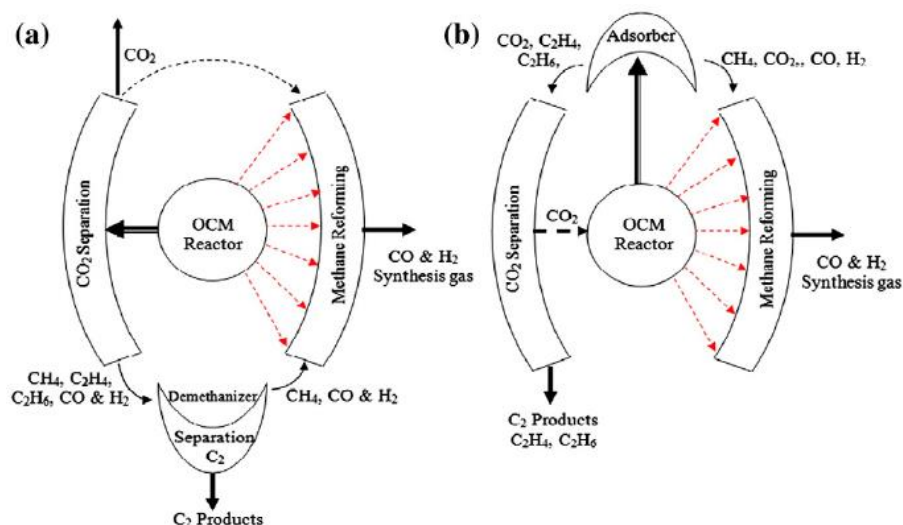 (a)
CO₂
CO₂ Separation
OCM
Reactor
Methane Reforming
CO & H₂
Synthesis gas
CH₄, C₂H₄,
C₂H₆, CO & H₂
Demethanizer
CH₄, CO & H₂
Separation
C₂
C₂ Products
(b)
CO₂, C₂H₄,
C₂H₆,
Adsorber
CH₄, CO₂,, CO, H₂
CO₂ Separation
CO₂
OCM
Reactor
Methane Reforming
CO & H₂
Synthesis gas
C₂ Products
C₂H₄, C₂H₆